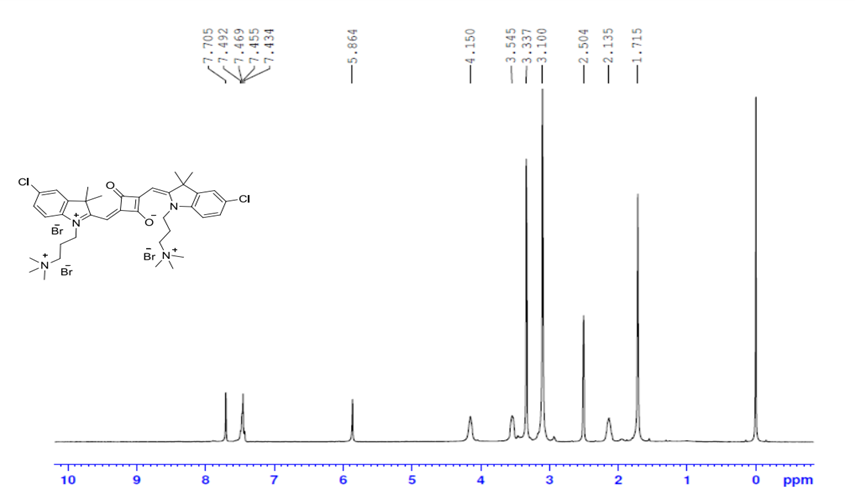 7.705
7.492
7.469
7.455
7.434
5.864
4.150
3.545
3.337
3.100
2.504
2.135
1.715
Cl
O
Cl
N
+
O
−
N
Br
−
Br
−
N
+
N
+
Br
−
10 9 8 7 6 5 4 3 2 1 0 ppm